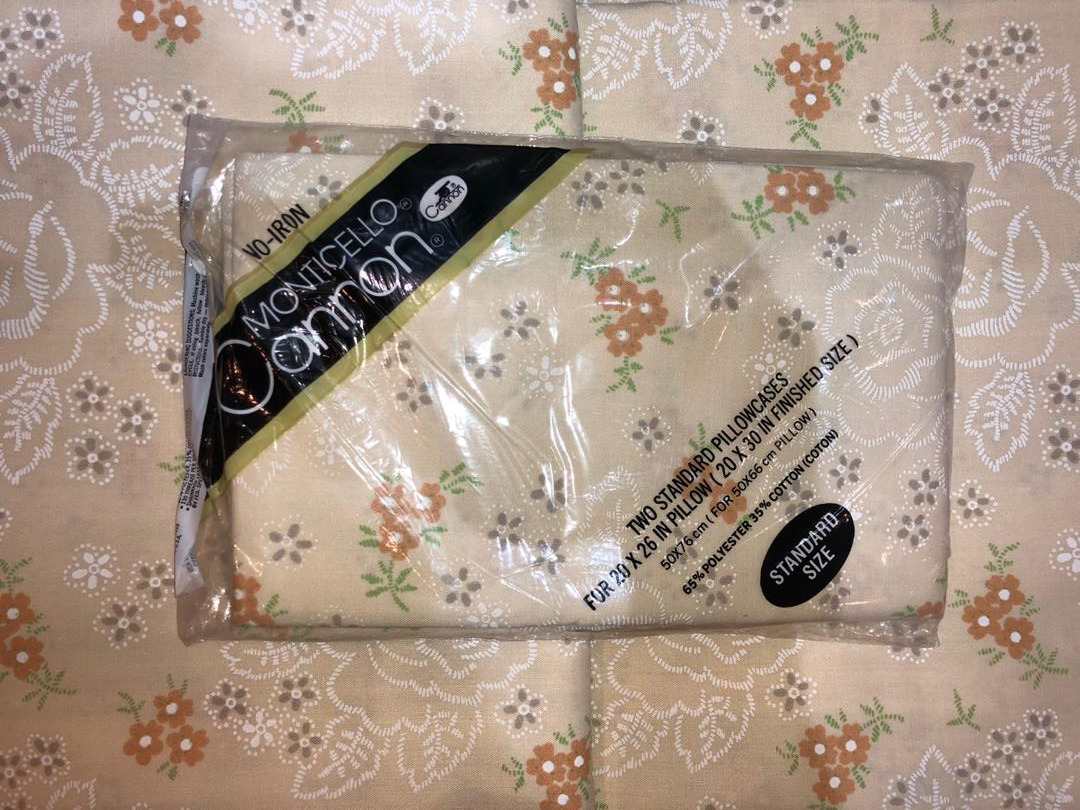 NO-IRON
MONTICELLO
Cannon®
Cannon
TWO STANDARD PILLOWCASES
FOR 20 X 26 IN PILLOW ( 20 X 30 IN FINISHED SIZE )
50X76 cm ( FOR 50X66 cm PILLOW )
65% POLYESTER 35% COTTON (COTON)
STANDARD
SIZE